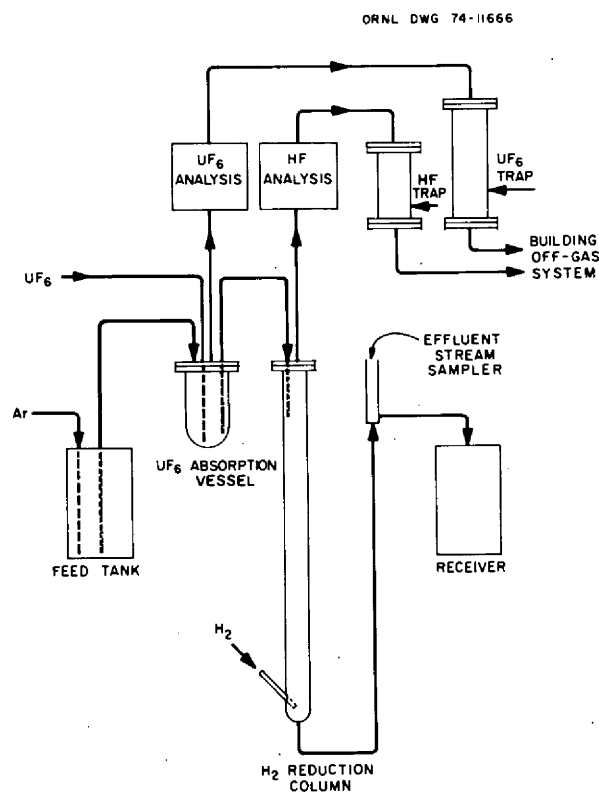 ORNL DWG 74-11666
UF6
ANALYSIS
HF
ANALYSIS
HF
TRAP
UF6
TRAP
BUILDING
OFF-GAS
SYSTEM
UF6
EFFLUENT
STREAM
SAMPLER
Ar
UF6 ABSORPTION
VESSEL
FEED TANK
RECEIVER
H2
H2 REDUCTION
COLUMN